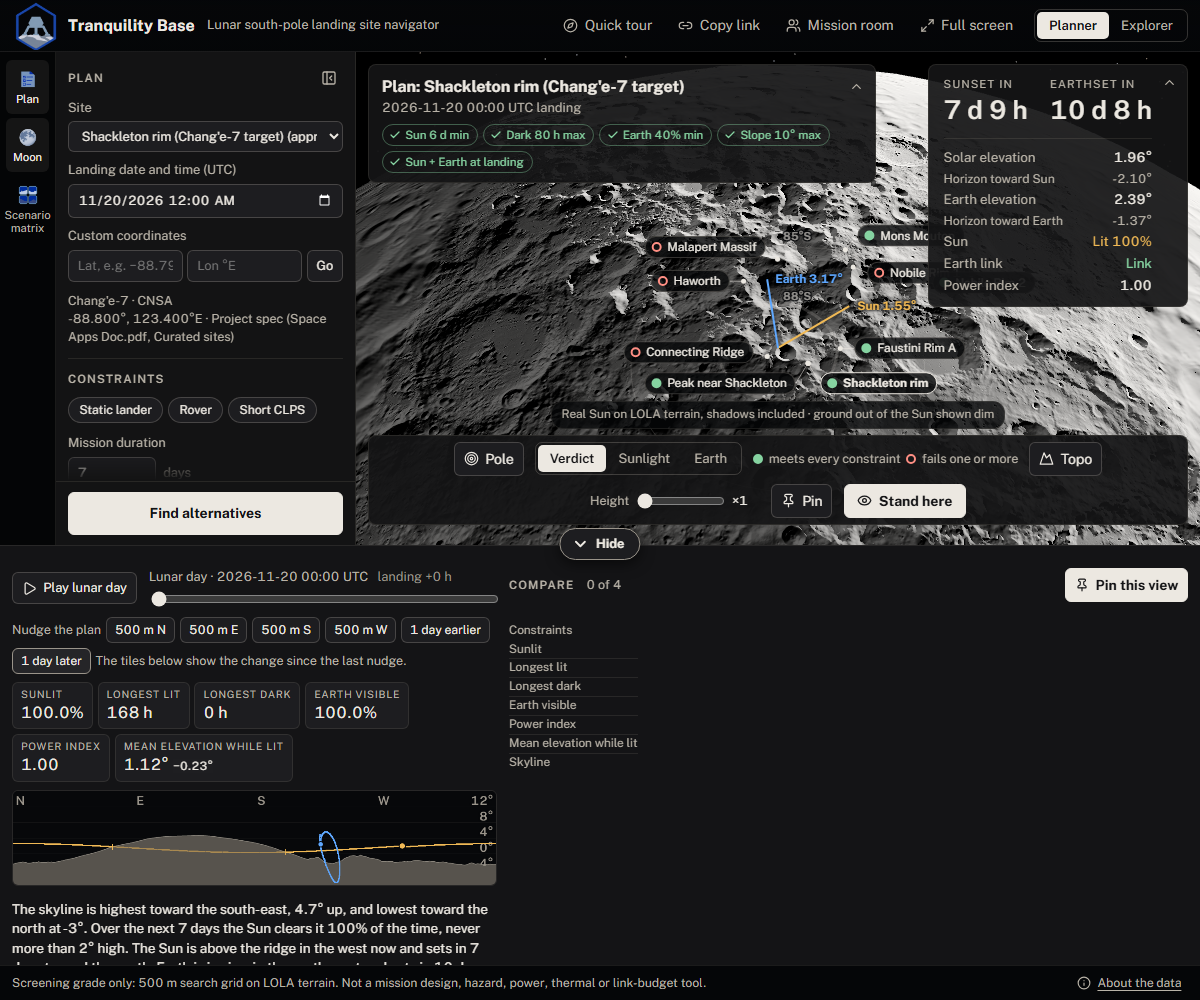 Tranquility Base
Lunar south-pole landing site navigator
Quick tour
Copy link
Mission room
Full screen
Planner
Explorer
Plan
Moon
Scenario
matrix
PLAN
Site
Shackleton rim (Chang'e-7 target) (appr
Landing date and time (UTC)
11/20/2026 12:00 AM
Custom coordinates
Lat, e.g. −88.79
Lon °E
Go
Chang'e-7 · CNSA
-88.800°, 123.400°E · Project spec (Space
Apps Doc.pdf, Curated sites)
CONSTRAINTS
Static lander
Rover
Short CLPS
Mission duration
7
days
Find alternatives
Plan: Shackleton rim (Chang'e-7 target)
2026-11-20 00:00 UTC landing
Sun 6 d min
Dark 80 h max
Earth 40% min
Slope 10° max
Sun + Earth at landing
SUNSET IN
7 d 9 h
EARTHSET IN
10 d 8 h
Solar elevation 1.96°
Horizon toward Sun -2.10°
Earth elevation 2.39°
Horizon toward Earth -1.37°
Sun Lit 100%
Earth link Link
Power index 1.00
85°S
Malapert Massif
Haworth
Nobile
Earth 3.17°
88°S
Sun 1.55°
Connecting Ridge
Faustini Rim A
Peak near Shackleton
Shackleton rim
Real Sun on LOLA terrain, shadows included · ground out of the Sun shown dim
Pole
Verdict
Sunlight
Earth
meets every constraint
fails one or more
Topo
Height
×1
Pin
Stand here
Hide
Play lunar day
Lunar day · 2026-11-20 00:00 UTC landing +0 h
Nudge the plan
500 m N
500 m E
500 m S
500 m W
1 day earlier
1 day later
The tiles below show the change since the last nudge.
SUNLIT
100.0%
LONGEST LIT
168 h
LONGEST DARK
0 h
EARTH VISIBLE
100.0%
POWER INDEX
1.00
MEAN ELEVATION WHILE LIT
1.12° −0.23°
N
E
S
W
12°
8°
4°
0°
The skyline is highest toward the south-east, 4.7° up, and lowest toward the
north at -3°. Over the next 7 days the Sun clears it 100% of the time, never
more than 2° high. The Sun is above the ridge in the west now and sets in 7
COMPARE
0 of 4
Pin this view
Constraints
Sunlit
Longest lit
Longest dark
Earth visible
Power index
Mean elevation while lit
Skyline
Screening grade only: 500 m search grid on LOLA terrain. Not a mission design, hazard, power, thermal or link-budget tool.
About the data